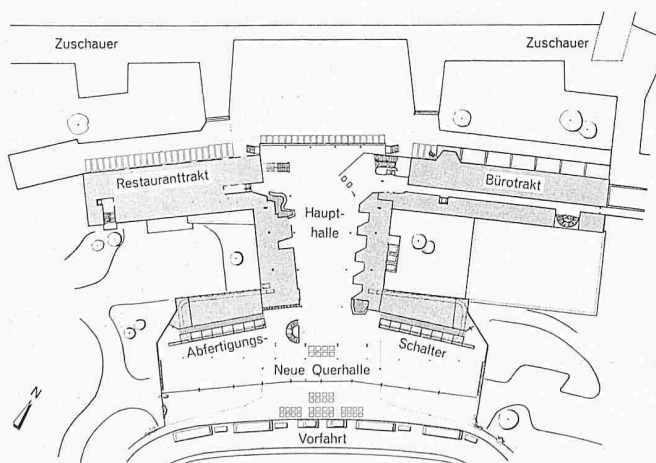 Zuschauer
Zuschauer
Restauranttrakt
Bürotrakt
Haupt-
halle
Abfertigungs-
Schalter
Neue Querhalle
Vorfahrt
N